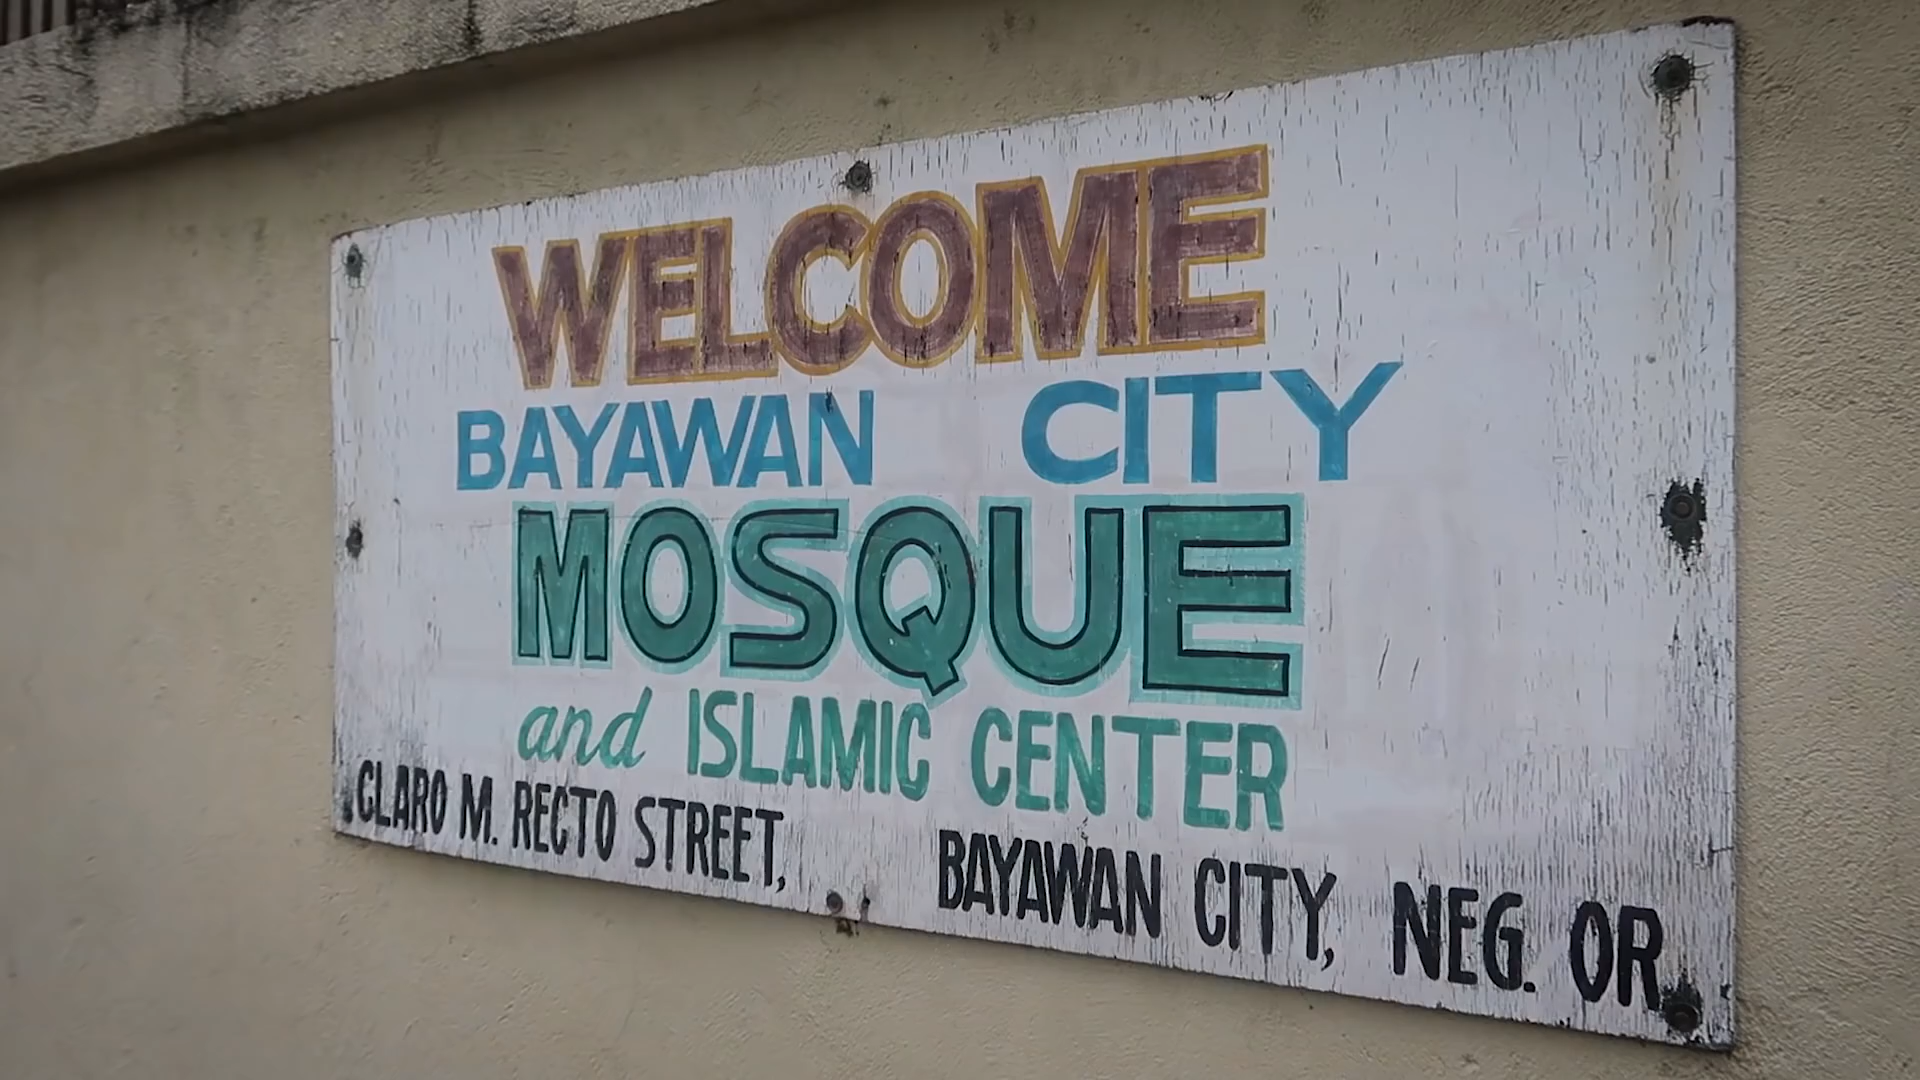 WELCOME
BAYAWAN CITY
MOSQUE
and ISLAMIC CENTER
CLARO M. RECTO STREET, BAYAWAN CITY, NEG. OR